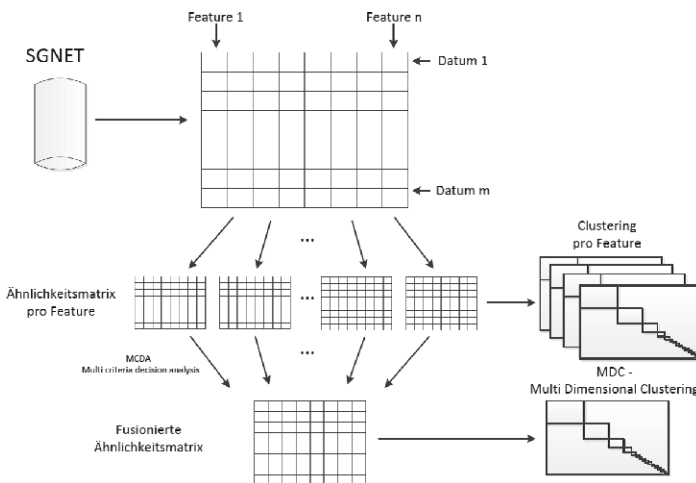 Feature 1
Feature n
SGNET
Datum 1
Datum m
...
Clustering
pro Feature
Ähnlichkeitsmatrix
pro Feature
...
...
MCDA
Multi criteria decision analysis
MDC -
Multi Dimensional Clustering
Fusionierte
Ähnlichkeitsmatrix